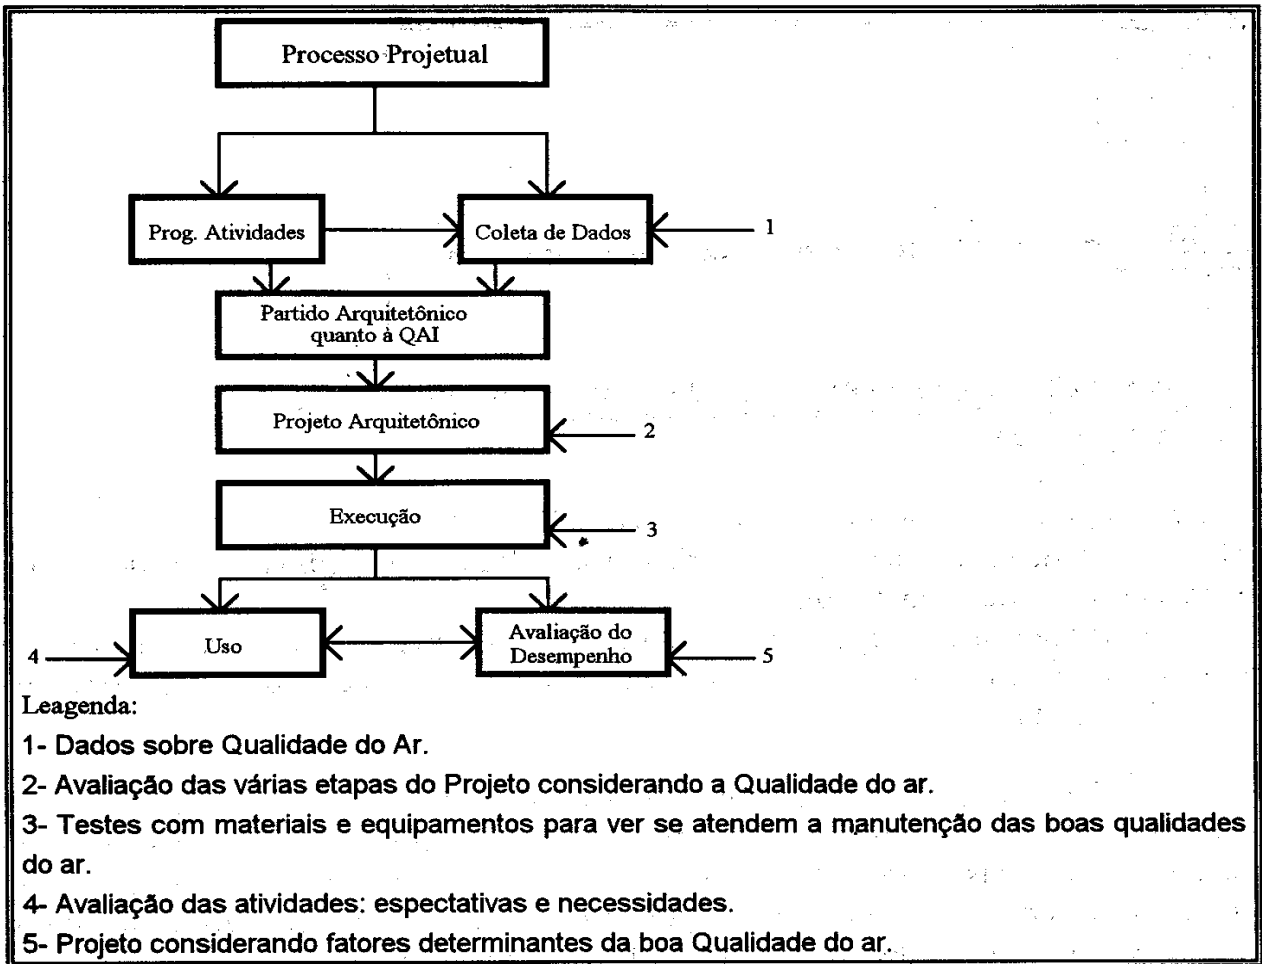 Processo Projetual
Prog. Atividades
Coleta de Dados
1
Partido Arquitetônico
quanto à QAI
Projeto Arquitetônico
2
Execução
3
Uso
Avaliação do
Desempenho
4
5
Leagenda:
1- Dados sobre Qualidade do Ar.
2- Avaliação das várias etapas do Projeto considerando a Qualidade do ar.
3- Testes com materiais e equipamentos para ver se atendem a manutenção das boas qualidades
do ar.
4- Avaliação das atividades: espectativas e necessidades.
5- Projeto considerando fatores determinantes da boa Qualidade do ar.